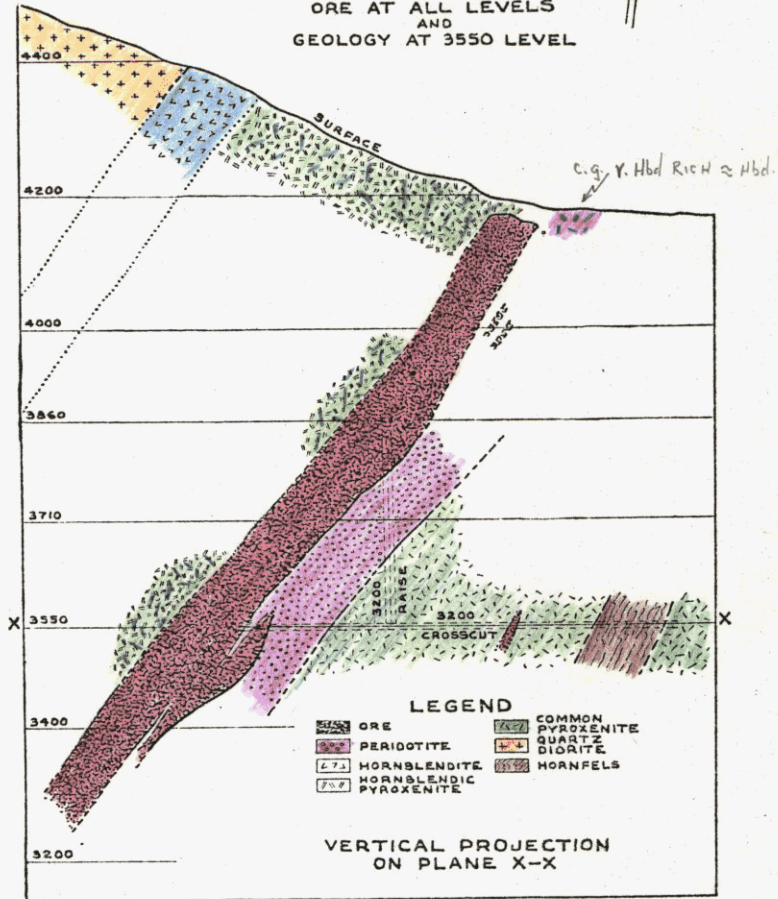 ORE AT ALL LEVELS
AND
GEOLOGY AT 3550 LEVEL
4400
SURFACE
c.g. v. Hbd RICH ≈ Hbd.
4200
4000
3860
3710
3200
RAISE
X
3550
3200
CROSSCUT
X
LEGEND
ORE
COMMON
PYROXENITE
PERIDOTITE
QUARTZ
DIORITE
HORNBLENDITE
HORNFELS
HORNBLENDIC
PYROXENITE
3400
3200
VERTICAL PROJECTION
ON PLANE X-X